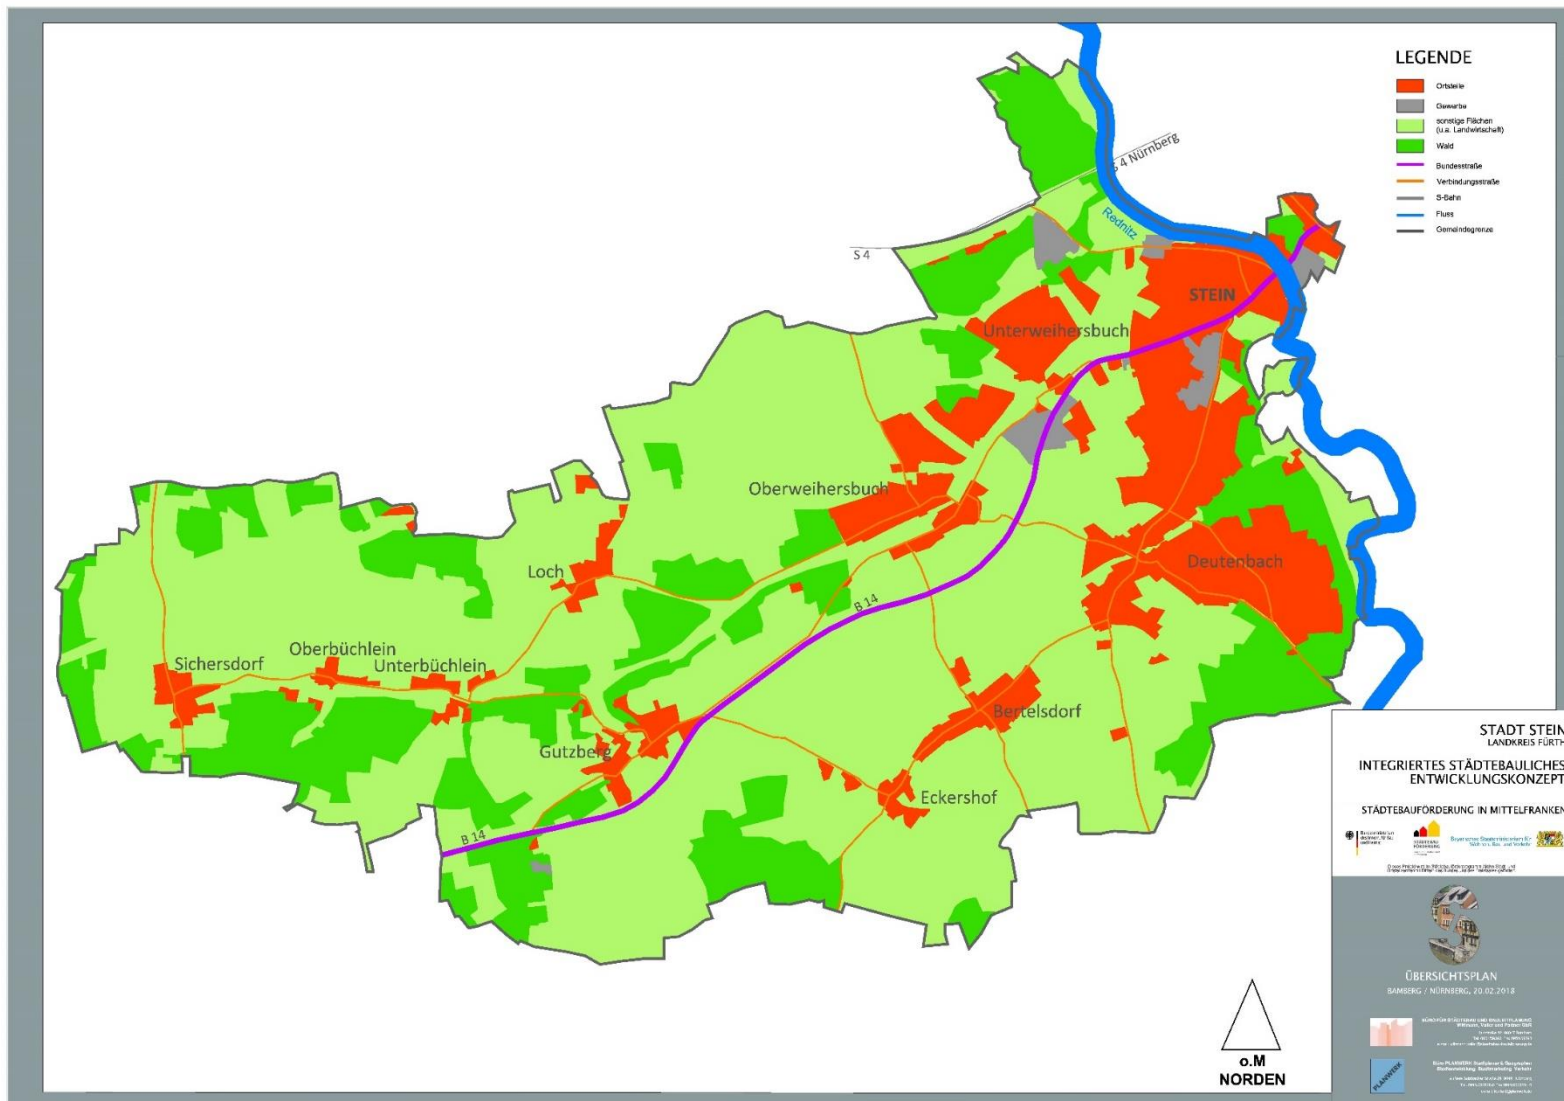 LEGENDE
Ortsteile
Gewerbe
sonstige Flächen
(u.a. Landwirtschaft)
Wald
Bundesstraße
Verbindungsstraße
S-Bahn
Fluss
Gemeindegrenze
S 4 Nürnberg
Rednitz
S 4
STEIN
Unterweihersbuch
Oberweihersbuch
Deutenbach
Loch
B 14
Oberbüchlein
Sichersdorf
Unterbüchlein
Bertelsdorf
Gutzberg
Eckershof
B 14
STADT STEIN
LANDKREIS FÜRTH
INTEGRIERTES STÄDTEBAULICHES
ENTWICKLUNGSKONZEPT
STÄDTEBAUFÖRDERUNG IN MITTELFRANKEN
ÜBERSICHTSPLAN
BAMBERG / NÜRNBERG, 20.02.2018
PLANWERK
o.M
NORDEN